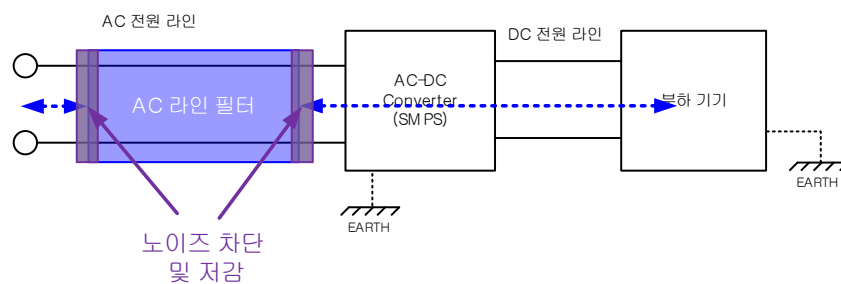 AC 전원 라인
DC 전원 라인
AC 라인 필터
AC-DC
Converter
(SMPS)
부하 기기
EARTH
EARTH
노이즈 차단
및 저감